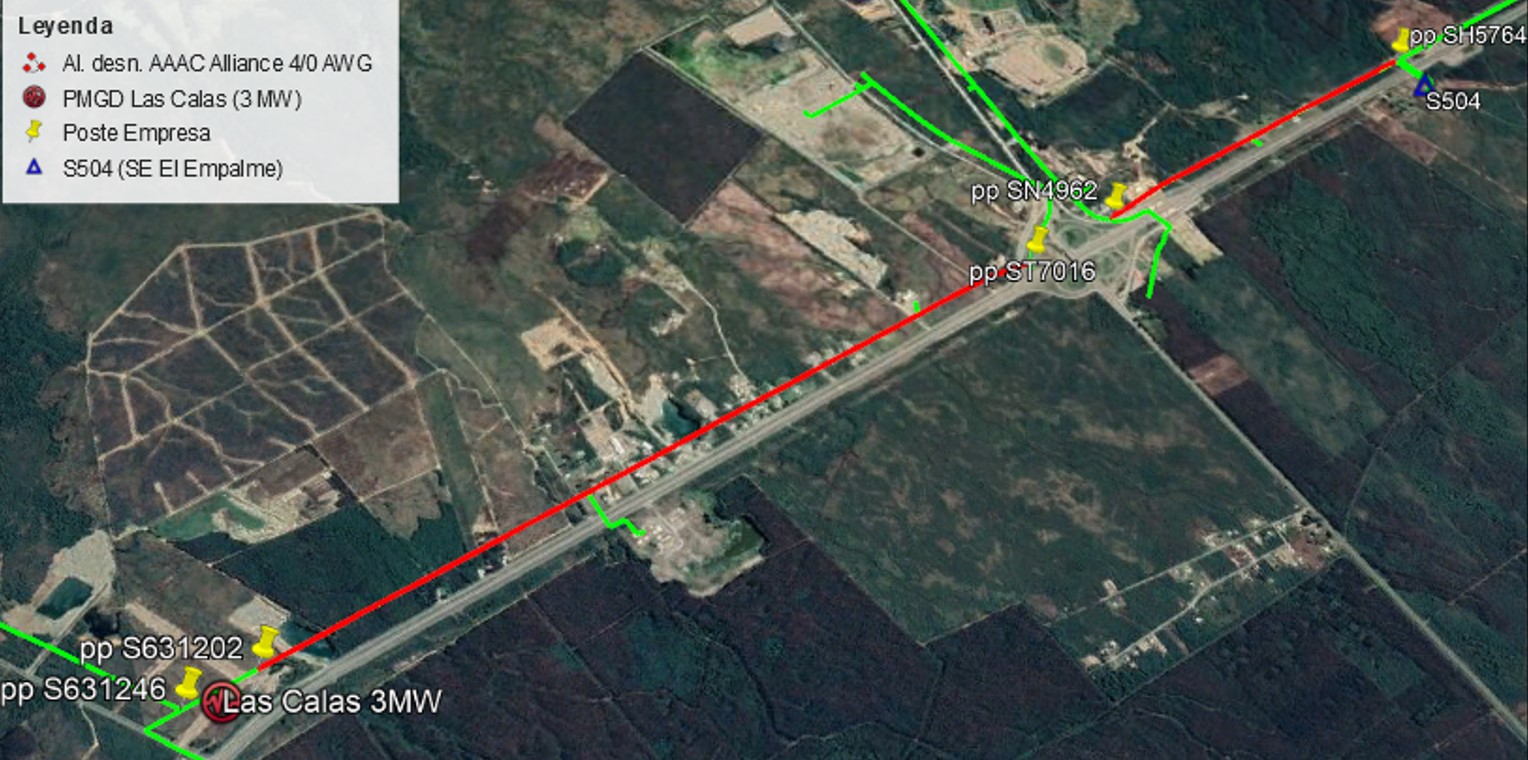 Leyenda
Al. desn. AAAC Alliance 4/0 AWG
PMGD Las Calas (3 MW)
Poste Empresa
S504 (SE El Empalme)
pp SH5764
S504
pp SN4962
pp ST7016
pp S631202
pp S631246
Las Calas 3MW